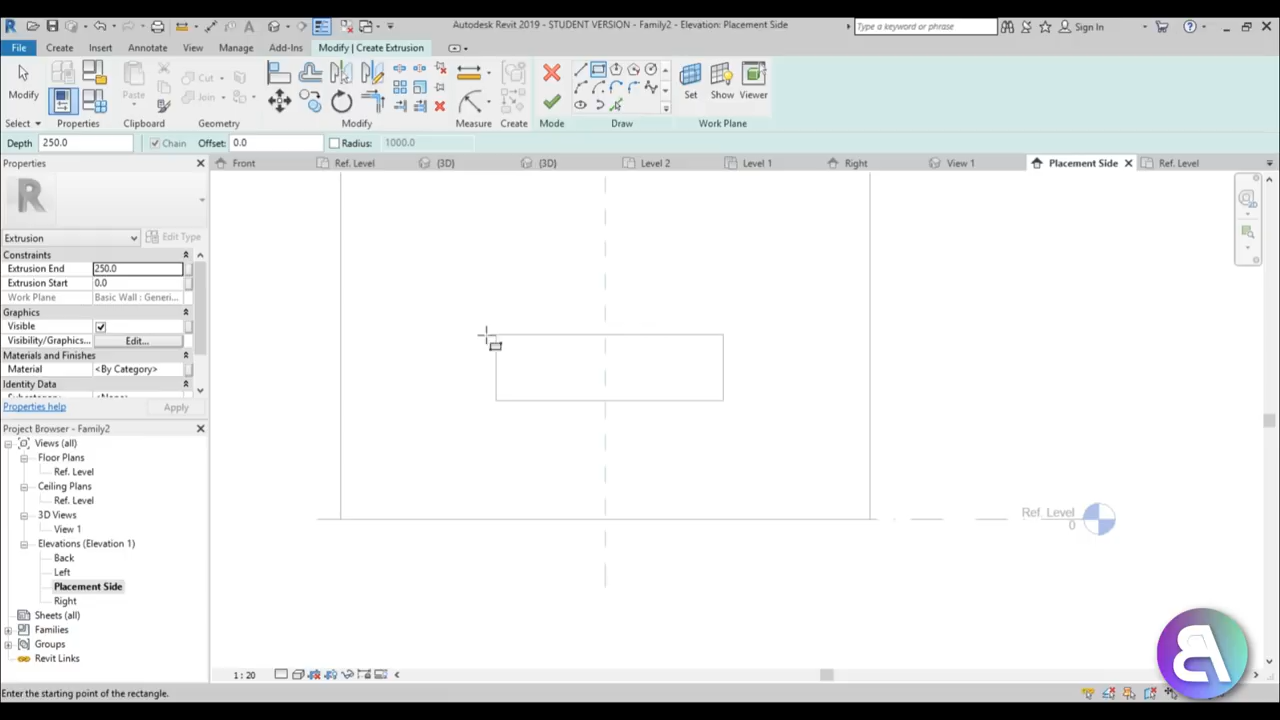 Autodesk Revit 2019 - STUDENT VERSION - Family2 - Elevation: Placement Side
Type a keyword or phrase
Sign In
File
Create
Insert
Annotate
View
Manage
Add-Ins
Modify | Create Extrusion
Modify
Cut
Join
Paste
Set
Show
Viewer
Select
Properties
Clipboard
Geometry
Modify
Measure
Create
Mode
Draw
Work Plane
Depth 250.0
Chain
Offset: 0.0
Radius: 1000.0
Properties
Front
Ref. Level
(3D)
(3D)
Level 2
Level 1
Right
View 1
Placement Side
Ref. Level
Extrusion
Edit Type
Constraints
Extrusion End 250.0
Extrusion Start 0.0
Work Plane Basic Wall : Generi...
Graphics
Visible
Visibility/Graphics... Edit...
Materials and Finishes
Material <By Category>
Identity Data
Properties help
Apply
Project Browser - Family2
Views (all)
Floor Plans
Ref. Level
Ceiling Plans
Ref. Level
3D Views
View 1
Elevations (Elevation 1)
Back
Left
Placement Side
Right
Sheets (all)
Families
Groups
Revit Links
Ref. Level
0
1 : 20
Enter the starting point of the rectangle.